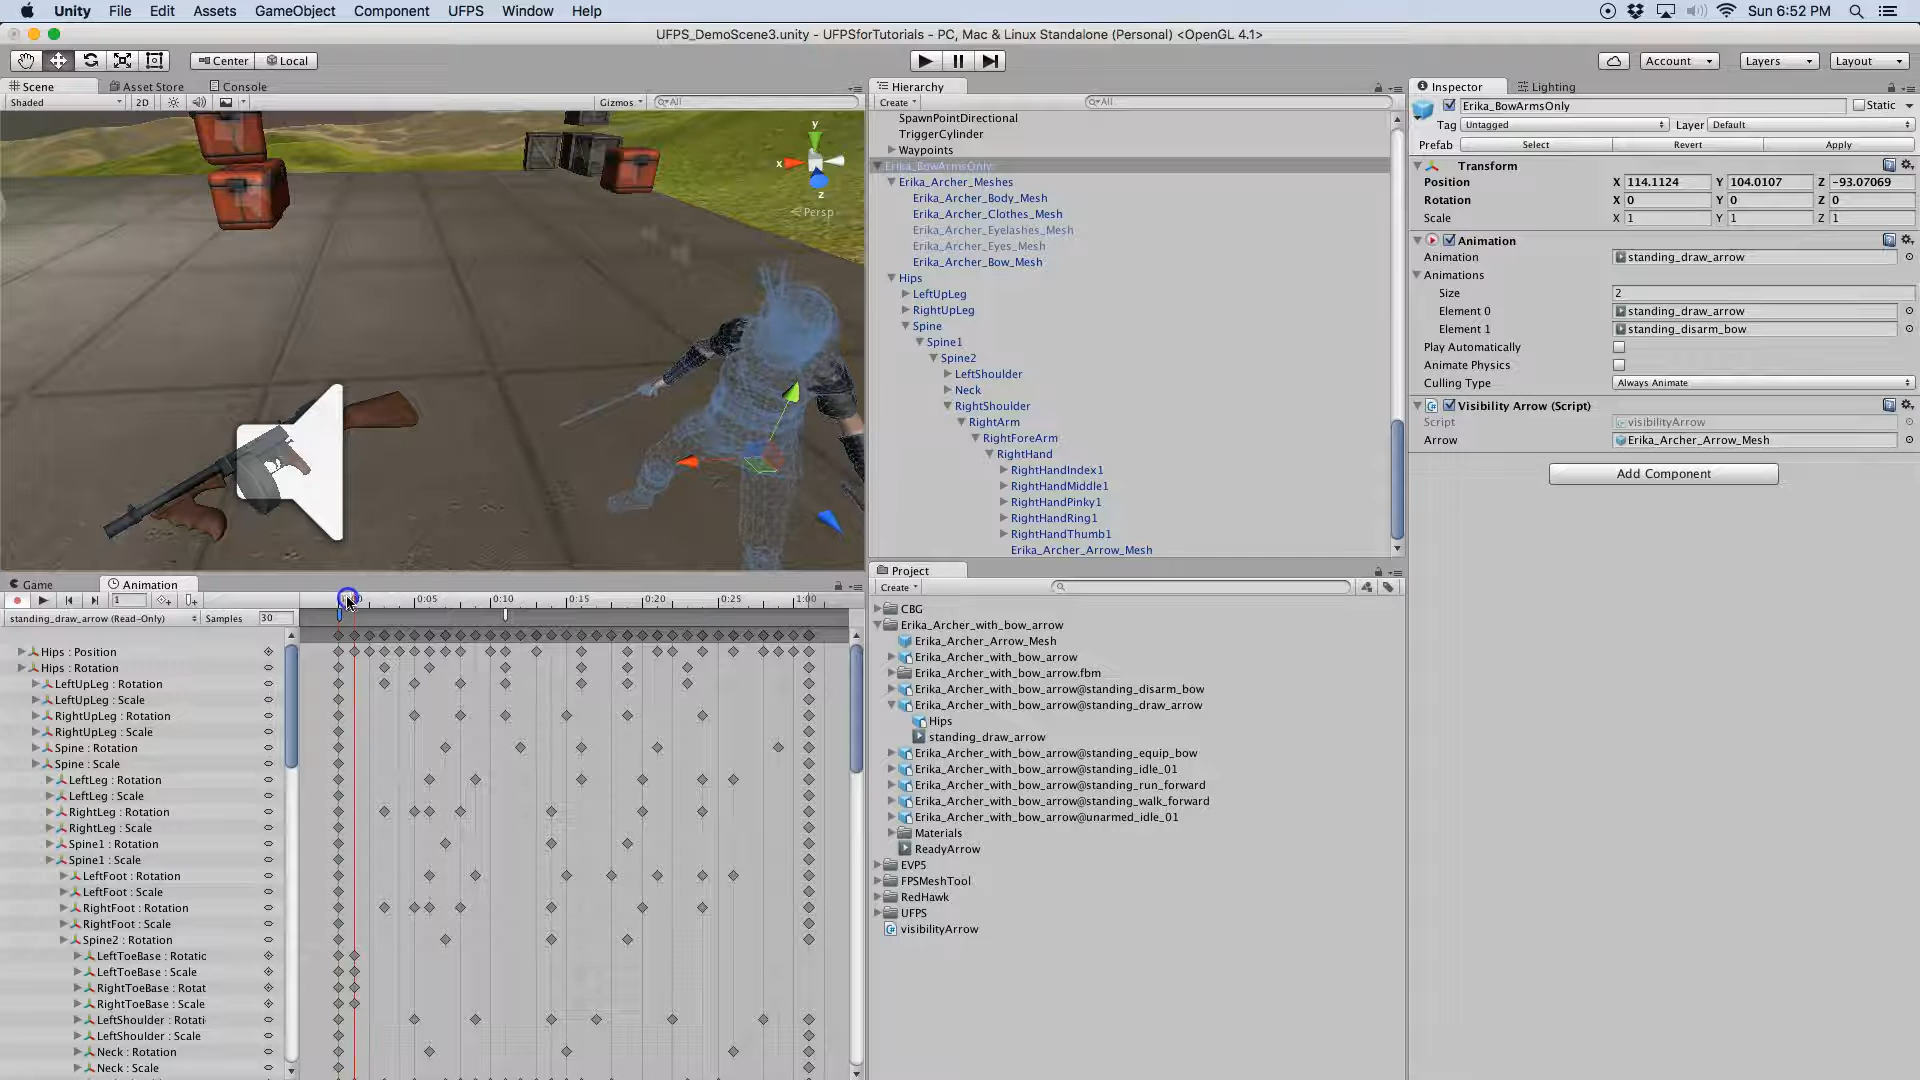 Unity File Edit Assets GameObject Component UFPS Window Help Sun 6:52 PM
UFPS_DemoScene3.unity - UFPSforTutorials - PC, Mac & Linux Standalone (Personal) <OpenGL 4.1>
Center Local Account Layers Layout
Scene Asset Store Console
Shaded 2D Gizmos All
y
x
z
Persp
Hierarchy
Create All
SpawnPointDirectional
TriggerCylinder
Waypoints
Erika_BowArmsOnly
Erika_Archer_Meshes
Erika_Archer_Body_Mesh
Erika_Archer_Clothes_Mesh
Erika_Archer_Eyelashes_Mesh
Erika_Archer_Eyes_Mesh
Erika_Archer_Bow_Mesh
Hips
LeftUpLeg
RightUpLeg
Spine
Spine1
Spine2
LeftShoulder
Neck
RightShoulder
RightArm
RightForeArm
RightHand
RightHandIndex1
RightHandMiddle1
RightHandPinky1
RightHandRing1
RightHandThumb1
Erika_Archer_Arrow_Mesh
Inspector Lighting
Erika_BowArmsOnly Static
Tag Untagged Layer Default
Prefab Select Revert Apply
Transform
Position X 114.1124 Y 104.0107 Z -93.07069
Rotation X 0 Y 0 Z 0
Scale X 1 Y 1 Z 1
Animation
Animation standing_draw_arrow
Animations
Size 2
Element 0 standing_draw_arrow
Element 1 standing_disarm_bow
Play Automatically
Animate Physics
Culling Type Always Animate
Visibility Arrow (Script)
Script visibilityArrow
Arrow Erika_Archer_Arrow_Mesh
Add Component
Game Animation
1 0:05 0:10 0:15 0:20 0:25 1:00
standing_draw_arrow (Read-Only) Samples 30
Hips : Position
Hips : Rotation
LeftUpLeg : Rotation
LeftUpLeg : Scale
RightUpLeg : Rotation
RightUpLeg : Scale
Spine : Rotation
Spine : Scale
LeftLeg : Rotation
LeftLeg : Scale
RightLeg : Rotation
RightLeg : Scale
Spine1 : Rotation
Spine1 : Scale
LeftFoot : Rotation
LeftFoot : Scale
RightFoot : Rotation
RightFoot : Scale
Spine2 : Rotation
LeftToeBase : Rotatic
LeftToeBase : Scale
RightToeBase : Rotat
RightToeBase : Scale
LeftShoulder : Rotati
LeftShoulder : Scale
Neck : Rotation
Neck : Scale
Project
Create
CBG
Erika_Archer_with_bow_arrow
Erika_Archer_Arrow_Mesh
Erika_Archer_with_bow_arrow
Erika_Archer_with_bow_arrow.fbm
Erika_Archer_with_bow_arrow@standing_disarm_bow
Erika_Archer_with_bow_arrow@standing_draw_arrow
Hips
standing_draw_arrow
Erika_Archer_with_bow_arrow@standing_equip_bow
Erika_Archer_with_bow_arrow@standing_idle_01
Erika_Archer_with_bow_arrow@standing_run_forward
Erika_Archer_with_bow_arrow@standing_walk_forward
Erika_Archer_with_bow_arrow@unarmed_idle_01
Materials
ReadyArrow
EVP5
FPSMeshTool
RedHawk
UFPS
visibilityArrow